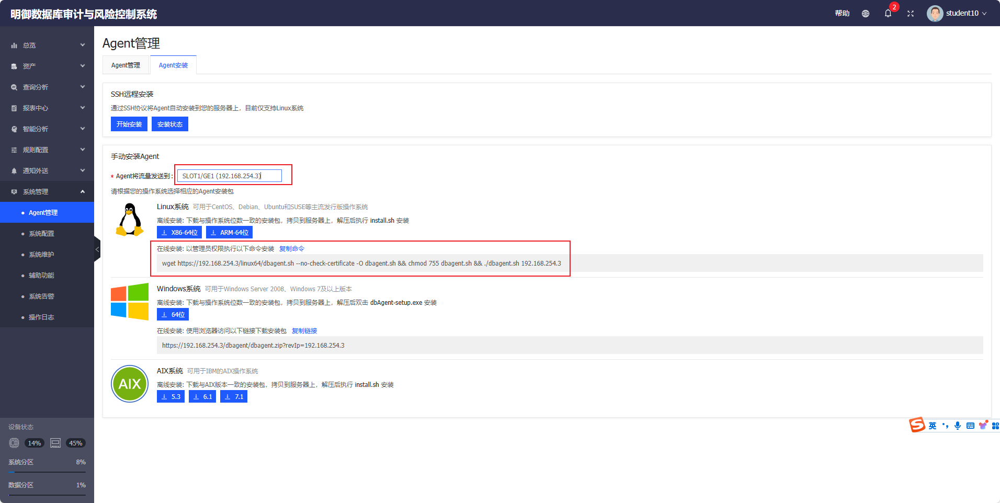 明御数据库审计与风险控制系统
帮助
2
student10
总览
资产
查询分析
报表中心
智能分析
规则配置
通知外送
系统管理
Agent管理
系统配置
系统维护
辅助功能
系统告警
操作日志
设备状态
14%
45%
系统分区 8%
数据分区 1%
Agent管理
Agent管理
Agent安装
SSH远程安装
通过SSH协议将Agent自动安装到您的服务器上，目前仅支持Linux系统
开始安装
安装状态
手动安装Agent
* Agent将流量发送到: SLOT1/GE1 (192.168.254.3)
请根据您的操作系统选择相应的Agent安装包
Linux系统 可用于CentOS、Debian、Ubuntu和SUSE等主流发行版操作系统
离线安装: 下载与操作系统位数一致的安装包，拷贝到服务器上，解压后执行 install.sh 安装
X86-64位
ARM-64位
在线安装: 以管理员权限执行以下命令安装 复制命令
wget https://192.168.254.3/linux64/dbagent.sh --no-check-certificate -O dbagent.sh && chmod 755 dbagent.sh && ./dbagent.sh 192.168.254.3
Windows系统 可用于Windows Server 2008、Windows 7及以上版本
离线安装: 下载与操作系统位数一致的安装包，拷贝到服务器上，解压后双击 dbAgent-setup.exe 安装
64位
在线安装: 使用浏览器访问以下链接下载安装包 复制链接
https://192.168.254.3/dbagent/dbagent.zip?revIp=192.168.254.3
AIX
AIX系统 可用于IBM的AIX操作系统
离线安装: 下载与AIX版本一致的安装包，拷贝到服务器上，解压后执行 install.sh 安装
5.3
6.1
7.1
S 英